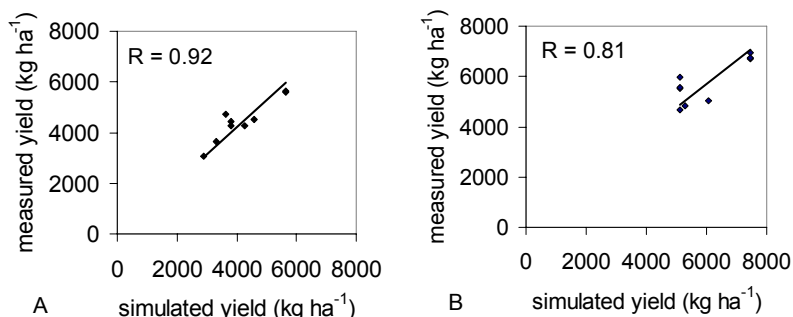 measured yield (kg ha⁻¹)
8000
6000
4000
2000
0
R = 0.92
0 2000 4000 6000 8000
A simulated yield (kg ha⁻¹)
measured yield (kg ha⁻¹)
8000
6000
4000
2000
0
R = 0.81
0 2000 4000 6000 8000
B simulated yield (kg ha⁻¹)